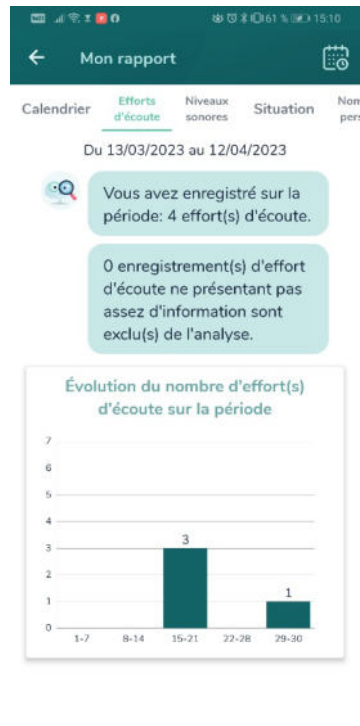 61 % 15:10
Mon rapport
Calendrier
Efforts
d'écoute
Niveaux
sonores
Situation
Du 13/03/2023 au 12/04/2023
Vous avez enregistré sur la
période: 4 effort(s) d'écoute.
0 enregistrement(s) d'effort
d'écoute ne présentant pas
assez d'information sont
exclu(s) de l'analyse.
Évolution du nombre d'effort(s)
d'écoute sur la période
7
6
5
4
3
2
1
0
3
1
1-7 8-14 15-21 22-28 29-30